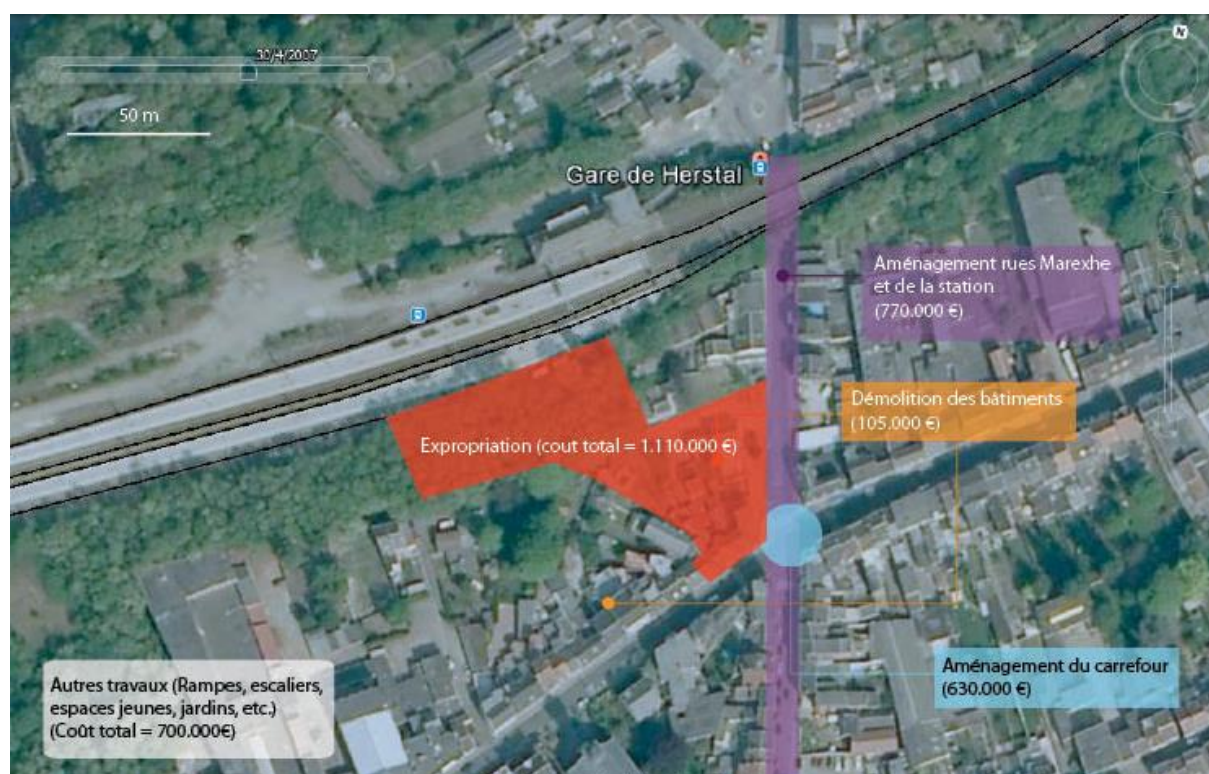 30/4/2007
N
50 m
Gare de Herstal
Aménagement rues Marexhe
et de la station
(770.000 €)
Démolition des bâtiments
(105.000 €)
Expropriation (cout total = 1.110.000 €)
Aménagement du carrefour
(630.000 €)
Autres travaux (Rampes, escaliers,
espaces jeunes, jardins, etc.)
(Coût total = 700.000€)